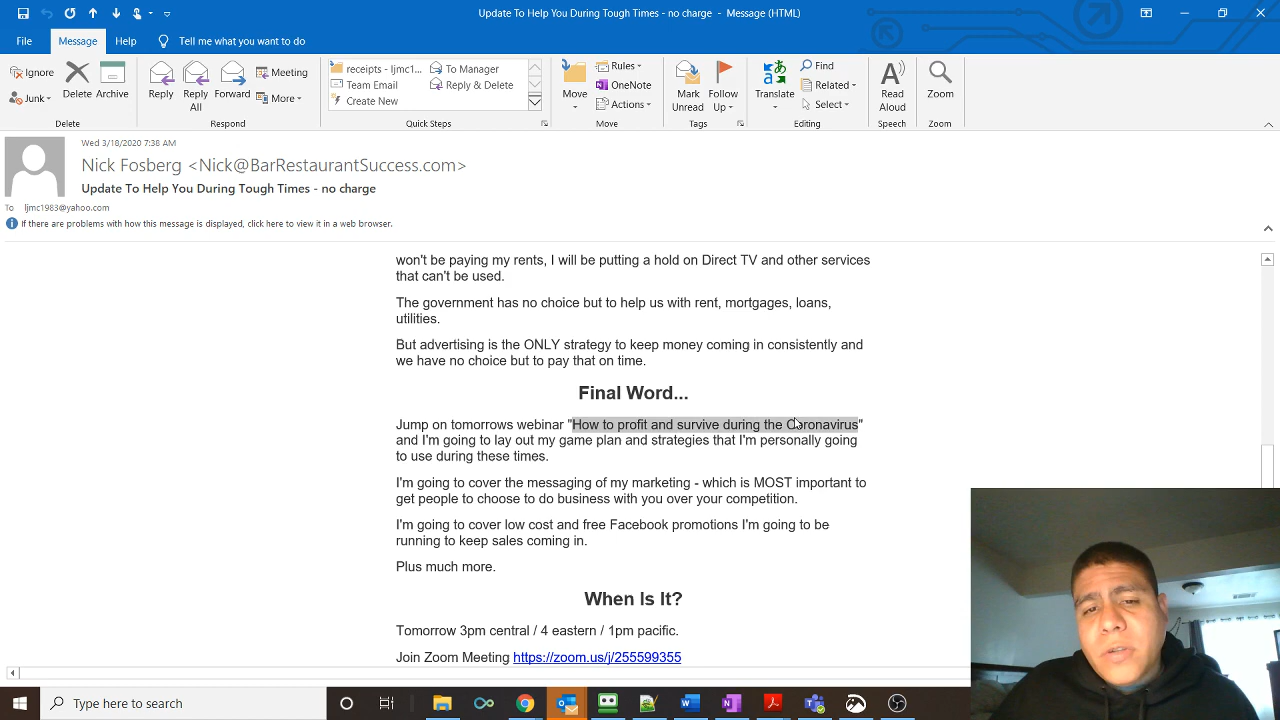 Update To Help You During Tough Times - no charge - Message (HTML)
File Message Help Tell me what you want to do
Ignore
Junk
Delete Archive
Delete
Reply Reply All Forward
Meeting
More
Respond
receipts - ljmc1... To Manager
Team Email Reply & Delete
Create New
Quick Steps
Move
Rules
OneNote
Actions
Move
Mark Unread Follow Up
Tags
Translate
Find
Related
Select
Editing
Read Aloud
Speech
Zoom
Zoom
Wed 3/18/2020 7:38 AM
Nick Fosberg <Nick@BarRestaurantSuccess.com>
Update To Help You During Tough Times - no charge
To ljmc1983@yahoo.com
If there are problems with how this message is displayed, click here to view it in a web browser.
won't be paying my rents, I will be putting a hold on Direct TV and other services
that can't be used.
The government has no choice but to help us with rent, mortgages, loans,
utilities.
But advertising is the ONLY strategy to keep money coming in consistently and
we have no choice but to pay that on time.
Final Word...
Jump on tomorrows webinar "How to profit and survive during the Coronavirus"
and I'm going to lay out my game plan and strategies that I'm personally going
to use during these times.
I'm going to cover the messaging of my marketing - which is MOST important to
get people to choose to do business with you over your competition.
I'm going to cover low cost and free Facebook promotions I'm going to be
running to keep sales coming in.
Plus much more.
When is It?
Tomorrow 3pm central / 4 eastern / 1pm pacific.
Join Zoom Meeting https://zoom.us/j/255599355
Type here to search